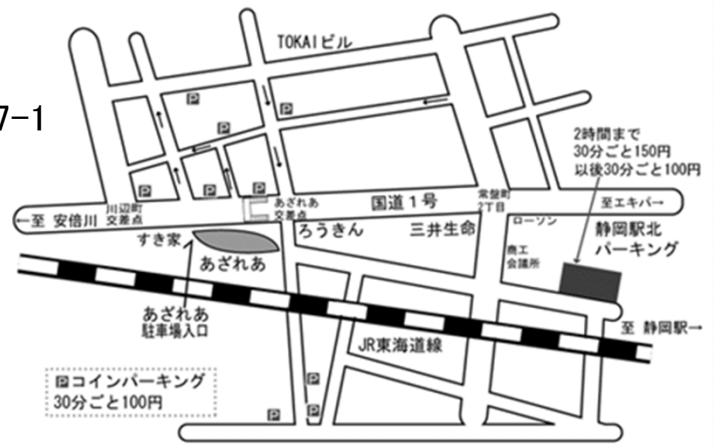 TOKAIビル
7-1
P
P
P
2時間まで
30分ごと150円
以後30分ごと100円
P
P
P
←至 安倍川
川辺町
交差点
あざれあ
交差点
国道1号
常盤町
2丁目
至エキパ→
ローソン
すき家
あざれあ
ろうきん
三井生命
商工
会議所
静岡駅北
パーキング
あざれあ
駐車場入口
至 静岡駅→
JR東海道線
Pコインパーキング
30分ごと100円
P
P
P